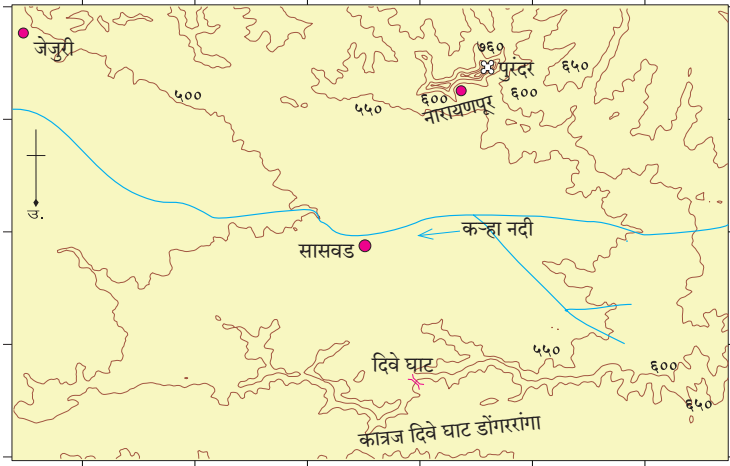 ७६०
जेजुरी
पुरंदर
६५०
५००
६००
६००
५५०
नारायणपूर
उ.
कऱ्हा नदी
सासवड
५५०
दिवे घाट
६००
६५०
कात्रज दिवे घाट डोंगररांगा